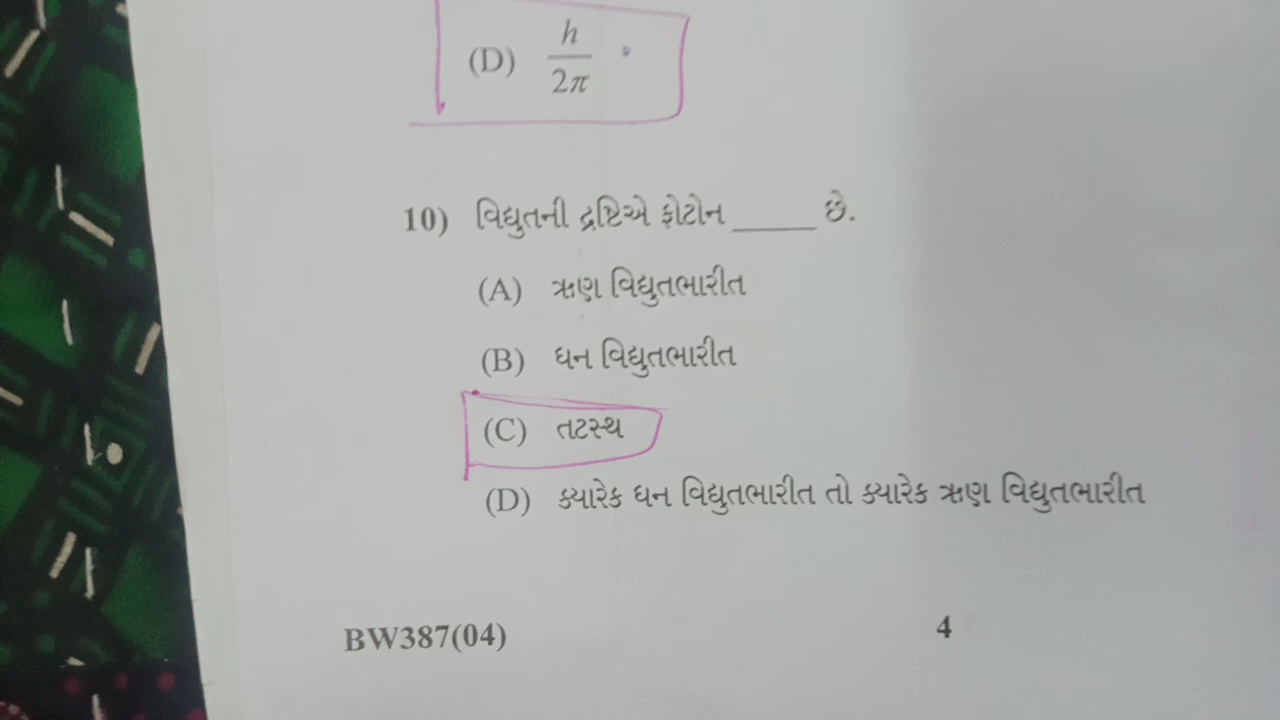 (D) h/2π
10) વિદ્યુતની દ્રષ્ટિએ ફોટોન _____ છે.
(A) ઋણ વિદ્યુતભારીત
(B) ધન વિદ્યુતભારીત
(C) તટસ્થ
(D) ક્યારેક ધન વિદ્યુતભારીત તો ક્યારેક ઋણ વિદ્યુતભારીત
BW387(04) 4